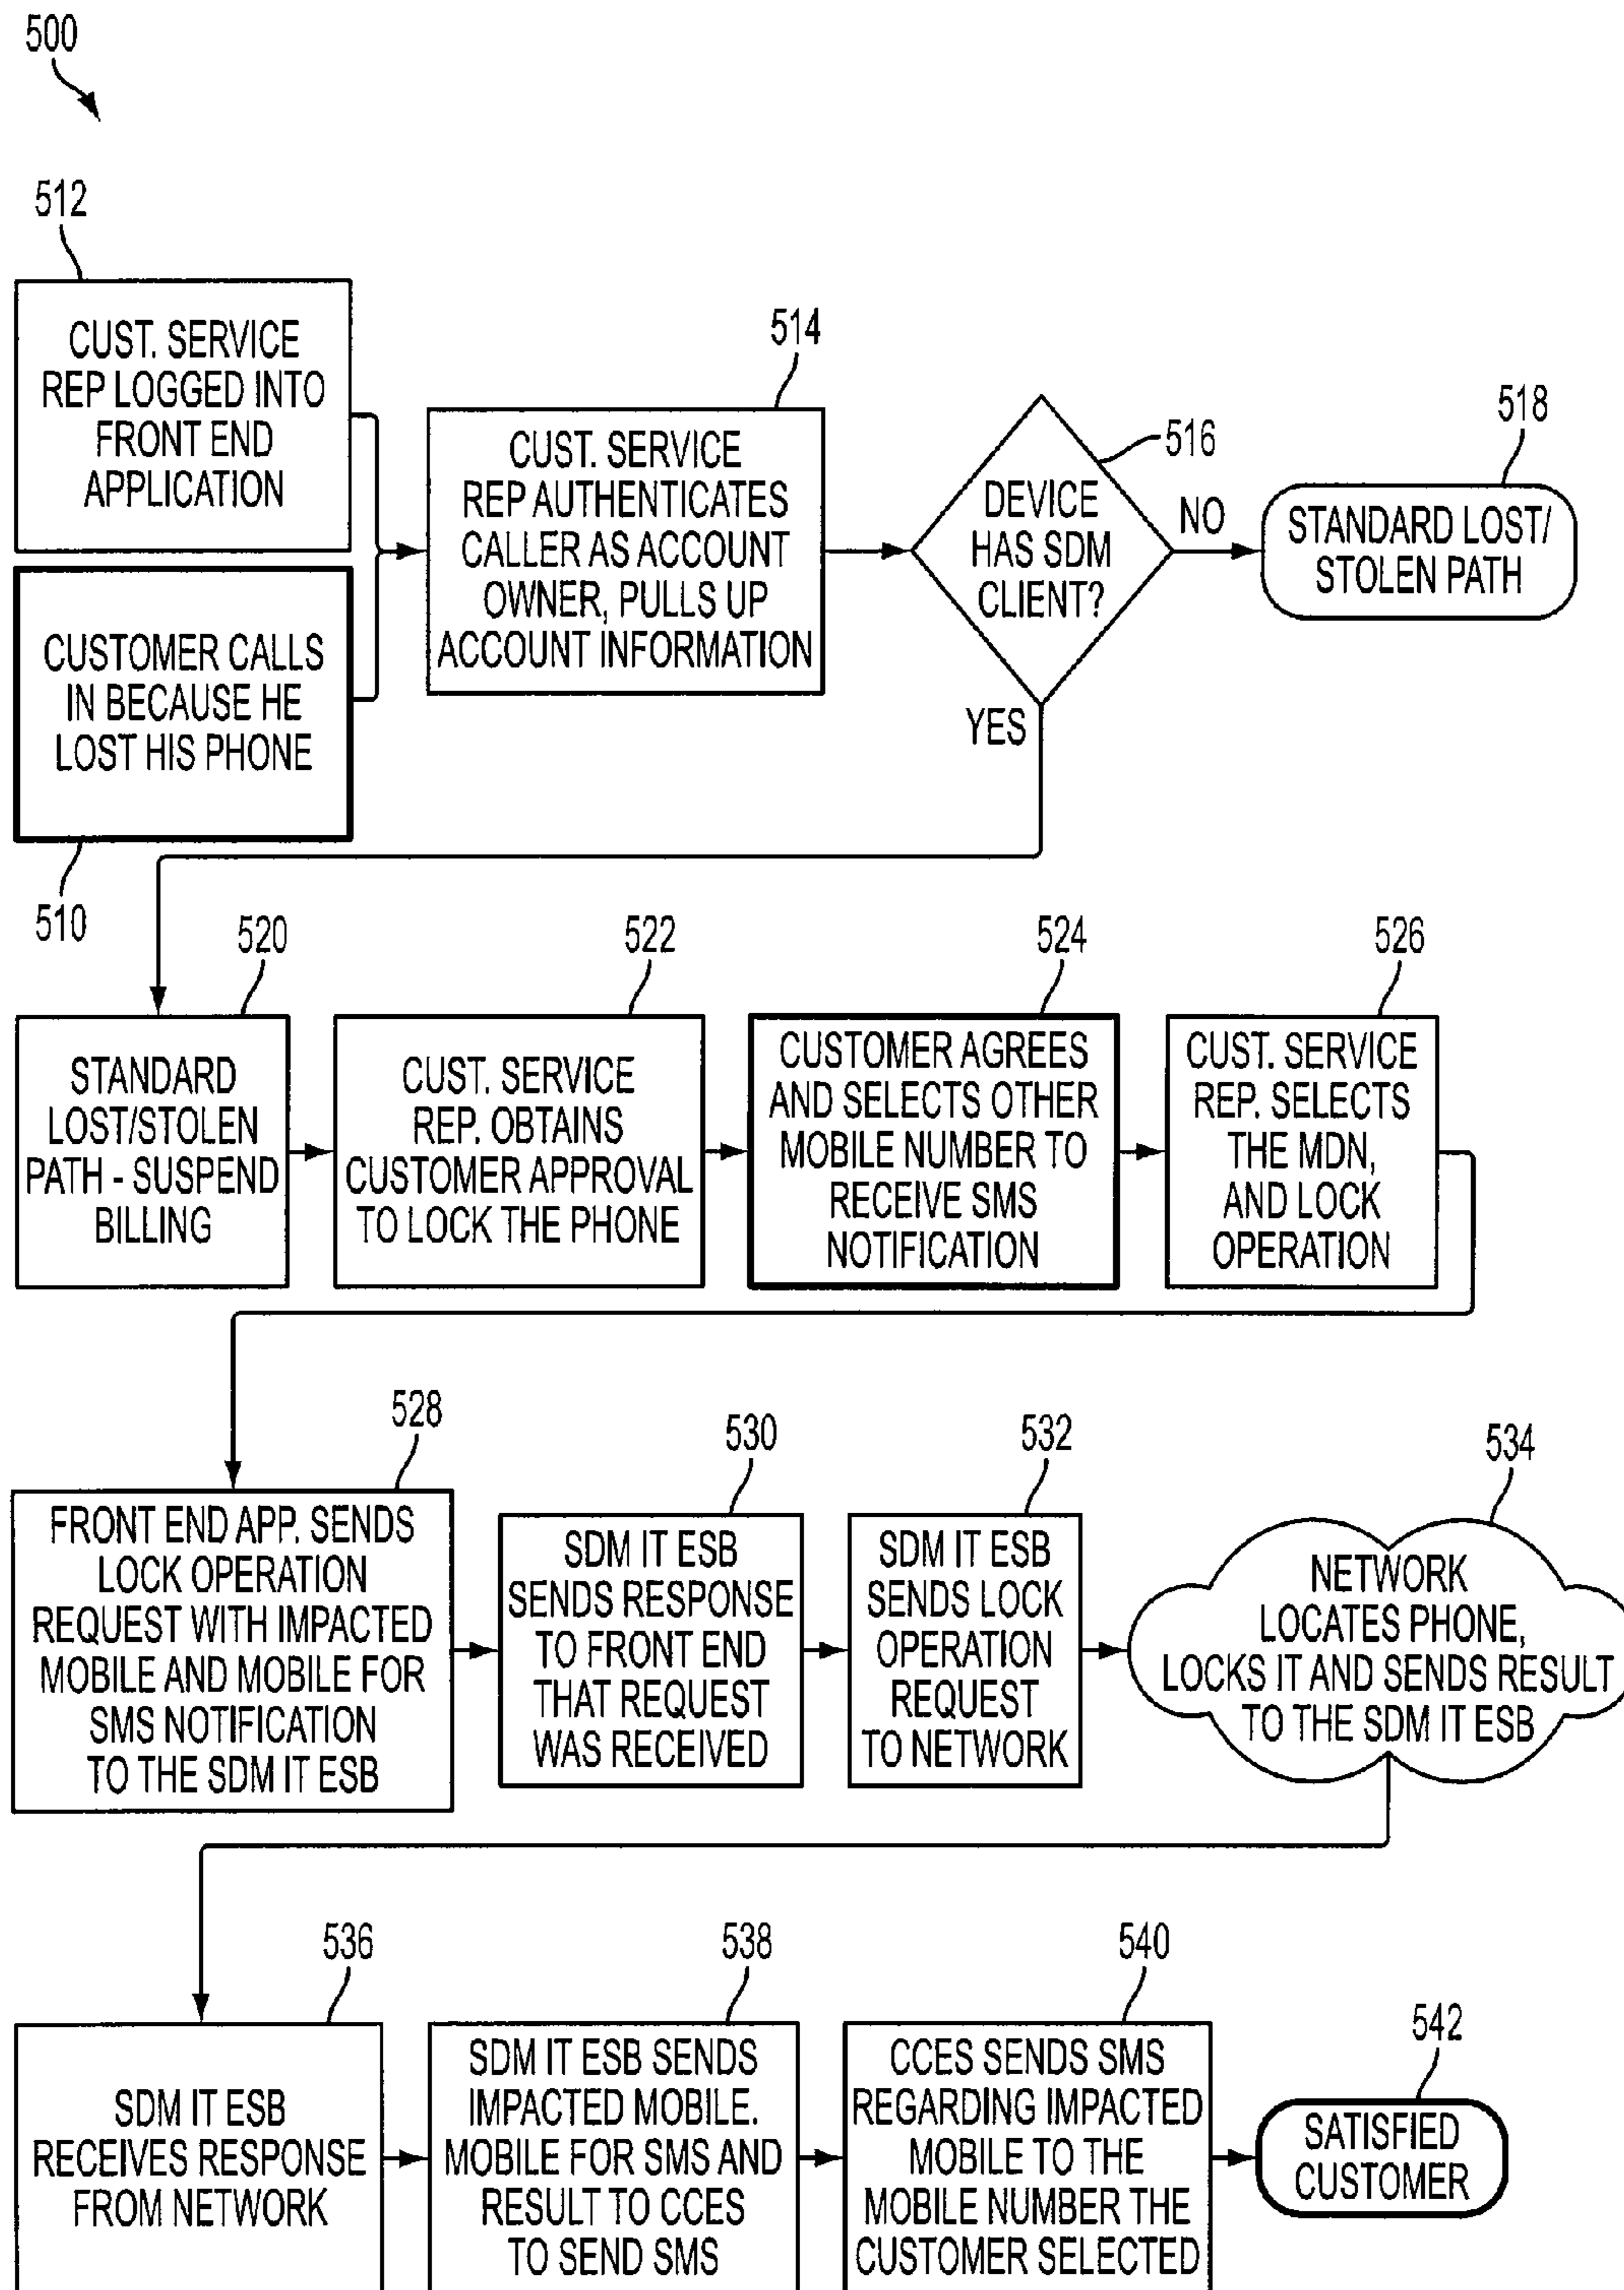 500
512
CUST. SERVICE
REP LOGGED INTO
FRONT END
APPLICATION
CUSTOMER CALLS
IN BECAUSE HE
LOST HIS PHONE
510
514
CUST. SERVICE
REP AUTHENTICATES
CALLER AS ACCOUNT
OWNER, PULLS UP
ACCOUNT INFORMATION
516
DEVICE
HAS SDM
CLIENT?
NO
YES
518
STANDARD LOST/
STOLEN PATH
520
STANDARD
LOST/STOLEN
PATH - SUSPEND
BILLING
522
CUST. SERVICE
REP. OBTAINS
CUSTOMER APPROVAL
TO LOCK THE PHONE
524
CUSTOMER AGREES
AND SELECTS OTHER
MOBILE NUMBER TO
RECEIVE SMS
NOTIFICATION
526
CUST. SERVICE
REP. SELECTS
THE MDN,
AND LOCK
OPERATION
528
FRONT END APP. SENDS
LOCK OPERATION
REQUEST WITH IMPACTED
MOBILE AND MOBILE FOR
SMS NOTIFICATION
TO THE SDM IT ESB
530
SDM IT ESB
SENDS RESPONSE
TO FRONT END
THAT REQUEST
WAS RECEIVED
532
SDM IT ESB
SENDS LOCK
OPERATION
REQUEST
TO NETWORK
534
NETWORK
LOCATES PHONE,
LOCKS IT AND SENDS RESULT
TO THE SDM IT ESB
536
SDM IT ESB
RECEIVES RESPONSE
FROM NETWORK
538
SDM IT ESB SENDS
IMPACTED MOBILE.
MOBILE FOR SMS AND
RESULT TO CCES
TO SEND SMS
540
CCES SENDS SMS
REGARDING IMPACTED
MOBILE TO THE
MOBILE NUMBER THE
CUSTOMER SELECTED
542
SATISFIED
CUSTOMER